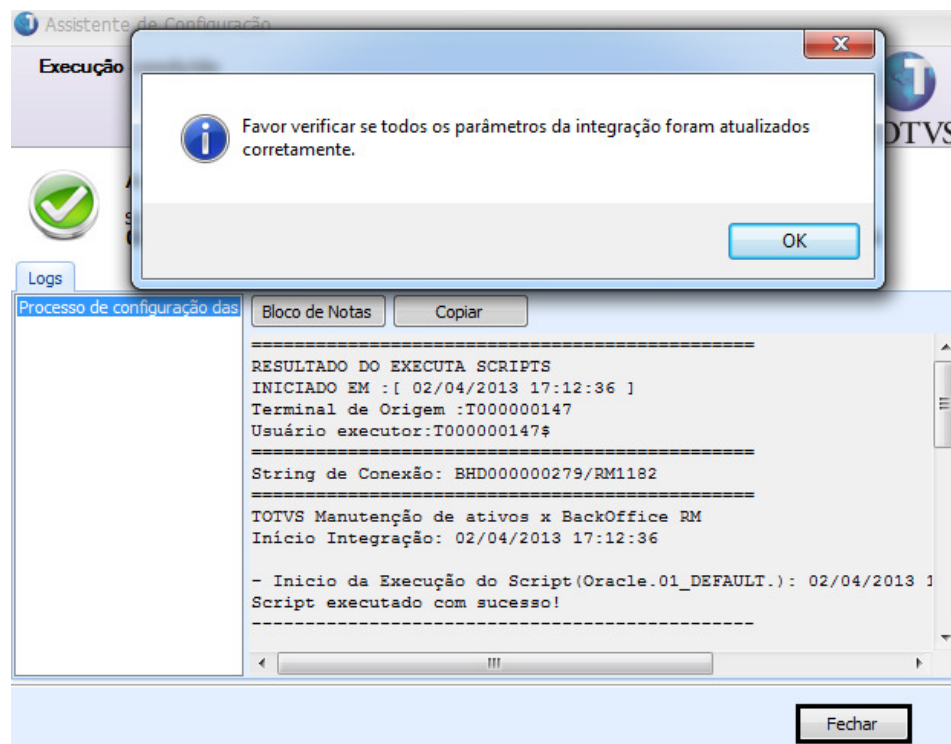 Assistente de Configuração
Execução
TOTVS
Favor verificar se todos os parâmetros da integração foram atualizados
corretamente.
OK
Logs
Processo de configuração das
Bloco de Notas
Copiar
===============================================
RESULTADO DO EXECUTA SCRIPTS
INICIADO EM :[ 02/04/2013 17:12:36 ]
Terminal de Origem :T000000147
Usuário executor:T000000147$
===============================================
String de Conexão: BHD000000279/RM1182
===============================================
TOTVS Manutenção de ativos x BackOffice RM
Início Integração: 02/04/2013 17:12:36
- Inicio da Execução do Script(Oracle.01_DEFAULT.): 02/04/2013 1
Script executado com sucesso!
-----------------------------------------------
Fechar